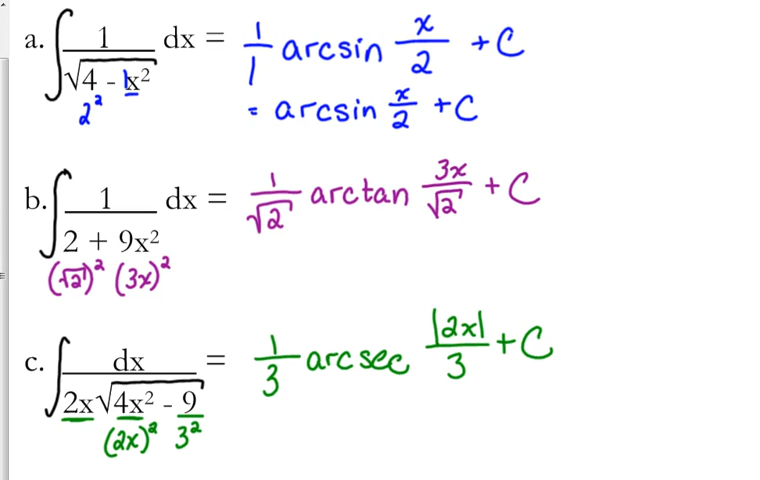 a. ∫ 1/√(4 - 1x²) dx = 1/1 arcsin x/2 + C
2²
= arcsin x/2 + C
b. ∫ 1/(2 + 9x²) dx = 1/√2 arctan 3x/√2 + C
(√2)² (3x)²
c. ∫ dx/(2x√(4x² - 9)) = 1/3 arcsec |2x|/3 + C
(2x)² 3²